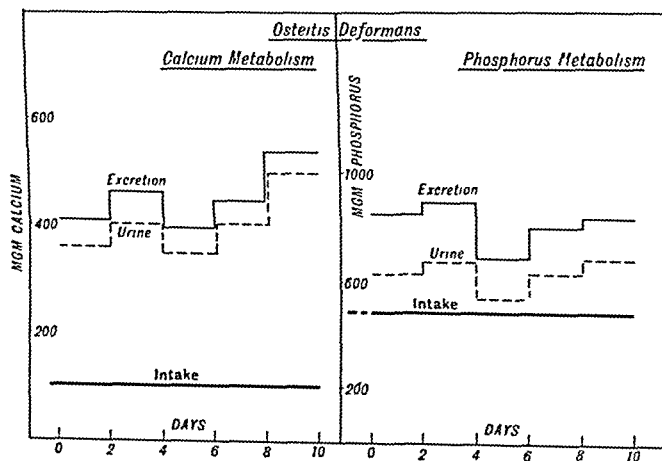 Osteitis Deformans
Calcium Metabolism
MGM CALCIUM
600
400
200
Excretion
Urine
Intake
0 2 4 6 8 10
DAYS
Phosphorus Metabolism
MGM PHOSPHORUS
1000
600
200
Excretion
Urine
Intake
0 2 4 6 8 10
DAYS